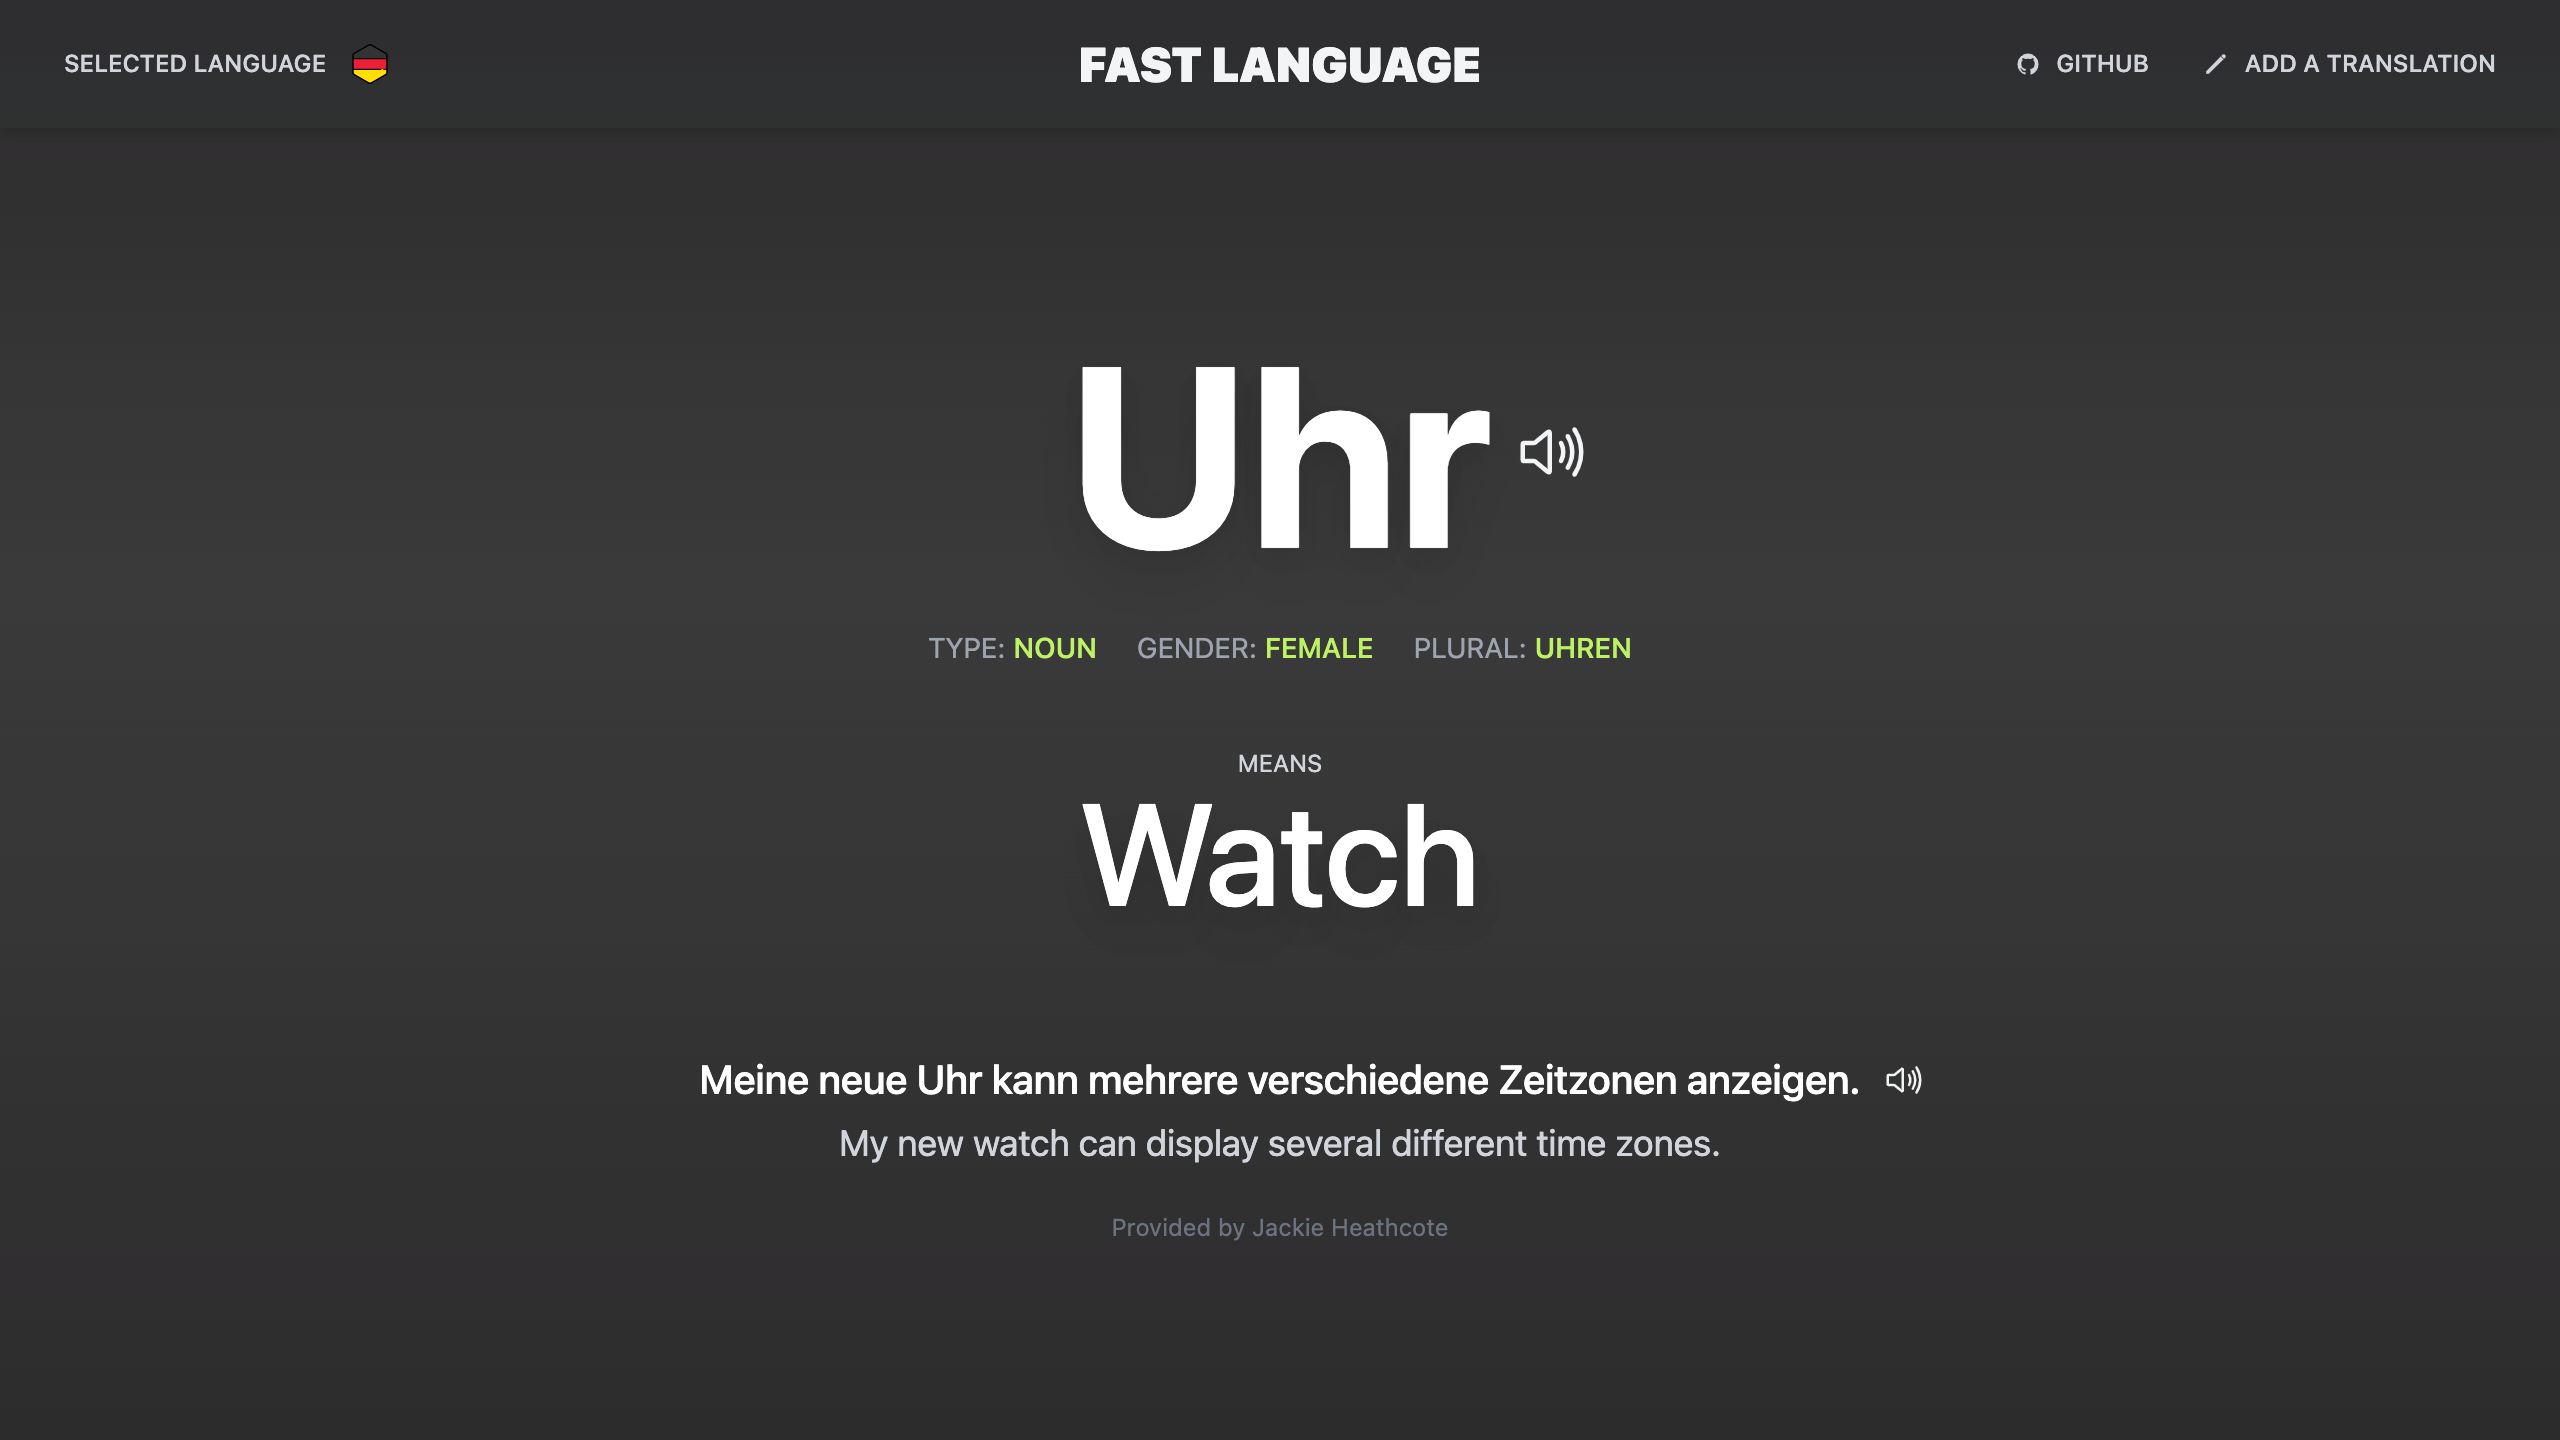 SELECTED LANGUAGE
FAST LANGUAGE
GITHUB
ADD A TRANSLATION
Uhr
TYPE: NOUN GENDER: FEMALE PLURAL: UHREN
MEANS
Watch
Meine neue Uhr kann mehrere verschiedene Zeitzonen anzeigen.
My new watch can display several different time zones.
Provided by Jackie Heathcote